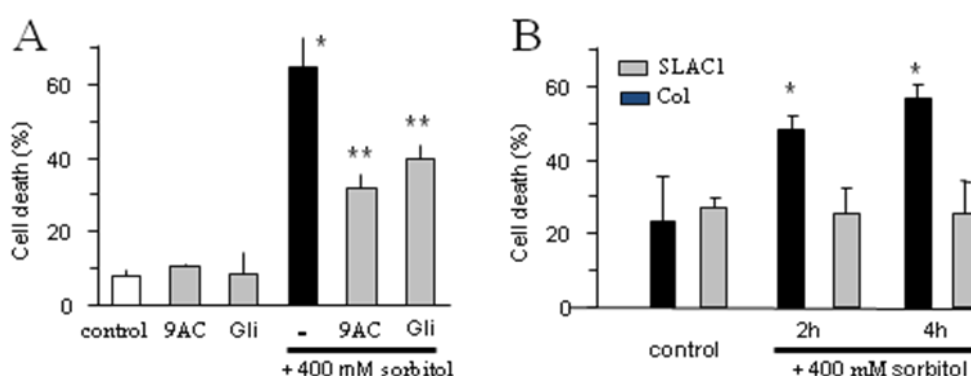 A
Cell death (%)
60
40
20
0
*
**
**
control 9AC Gli - 9AC Gli
+ 400 mM sorbitol
B
SLAC1
Col
Cell death (%)
60
40
20
0
*
*
2h 4h
control
+ 400 mM sorbitol